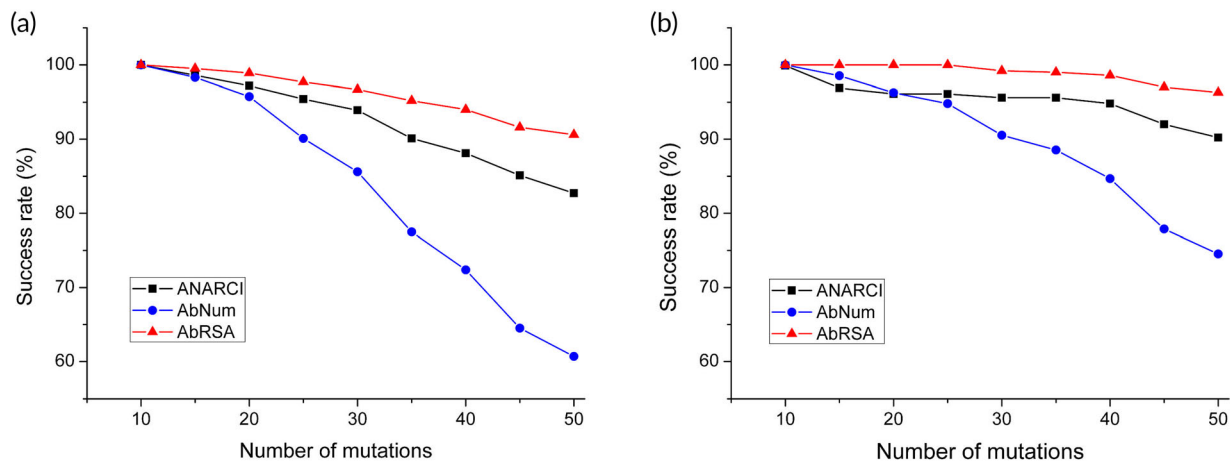 (a)
Success rate (%)
100
90
80
70
60
ANARCI
AbNum
AbRSA
10
20
30
40
50
Number of mutations
(b)
Success rate (%)
100
90
80
70
60
ANARCI
AbNum
AbRSA
10
20
30
40
50
Number of mutations